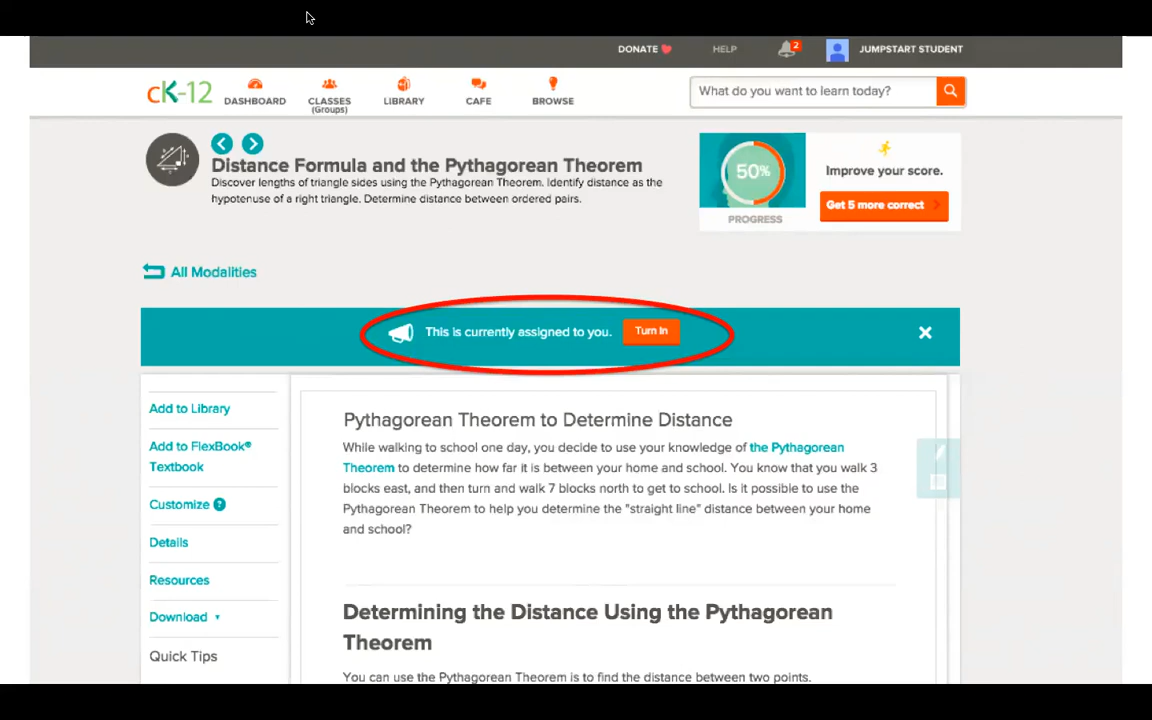 DONATE HELP 2 JUMPSTART STUDENT
cK-12 DASHBOARD CLASSES (Groups) LIBRARY CAFE BROWSE What do you want to learn today?
Distance Formula and the Pythagorean Theorem
Discover lengths of triangle sides using the Pythagorean Theorem. Identify distance as the
hypotenuse of a right triangle. Determine distance between ordered pairs.
50%
PROGRESS
Improve your score.
Get 5 more correct
All Modalities
This is currently assigned to you. Turn in
Add to Library
Add to FlexBook®
Textbook
Customize ?
Details
Resources
Download
Quick Tips
Pythagorean Theorem to Determine Distance
While walking to school one day, you decide to use your knowledge of the Pythagorean
Theorem to determine how far it is between your home and school. You know that you walk 3
blocks east, and then turn and walk 7 blocks north to get to school. Is it possible to use the
Pythagorean Theorem to help you determine the "straight line" distance between your home
and school?
Determining the Distance Using the Pythagorean
Theorem
You can use the Pythagorean Theorem is to find the distance between two points.